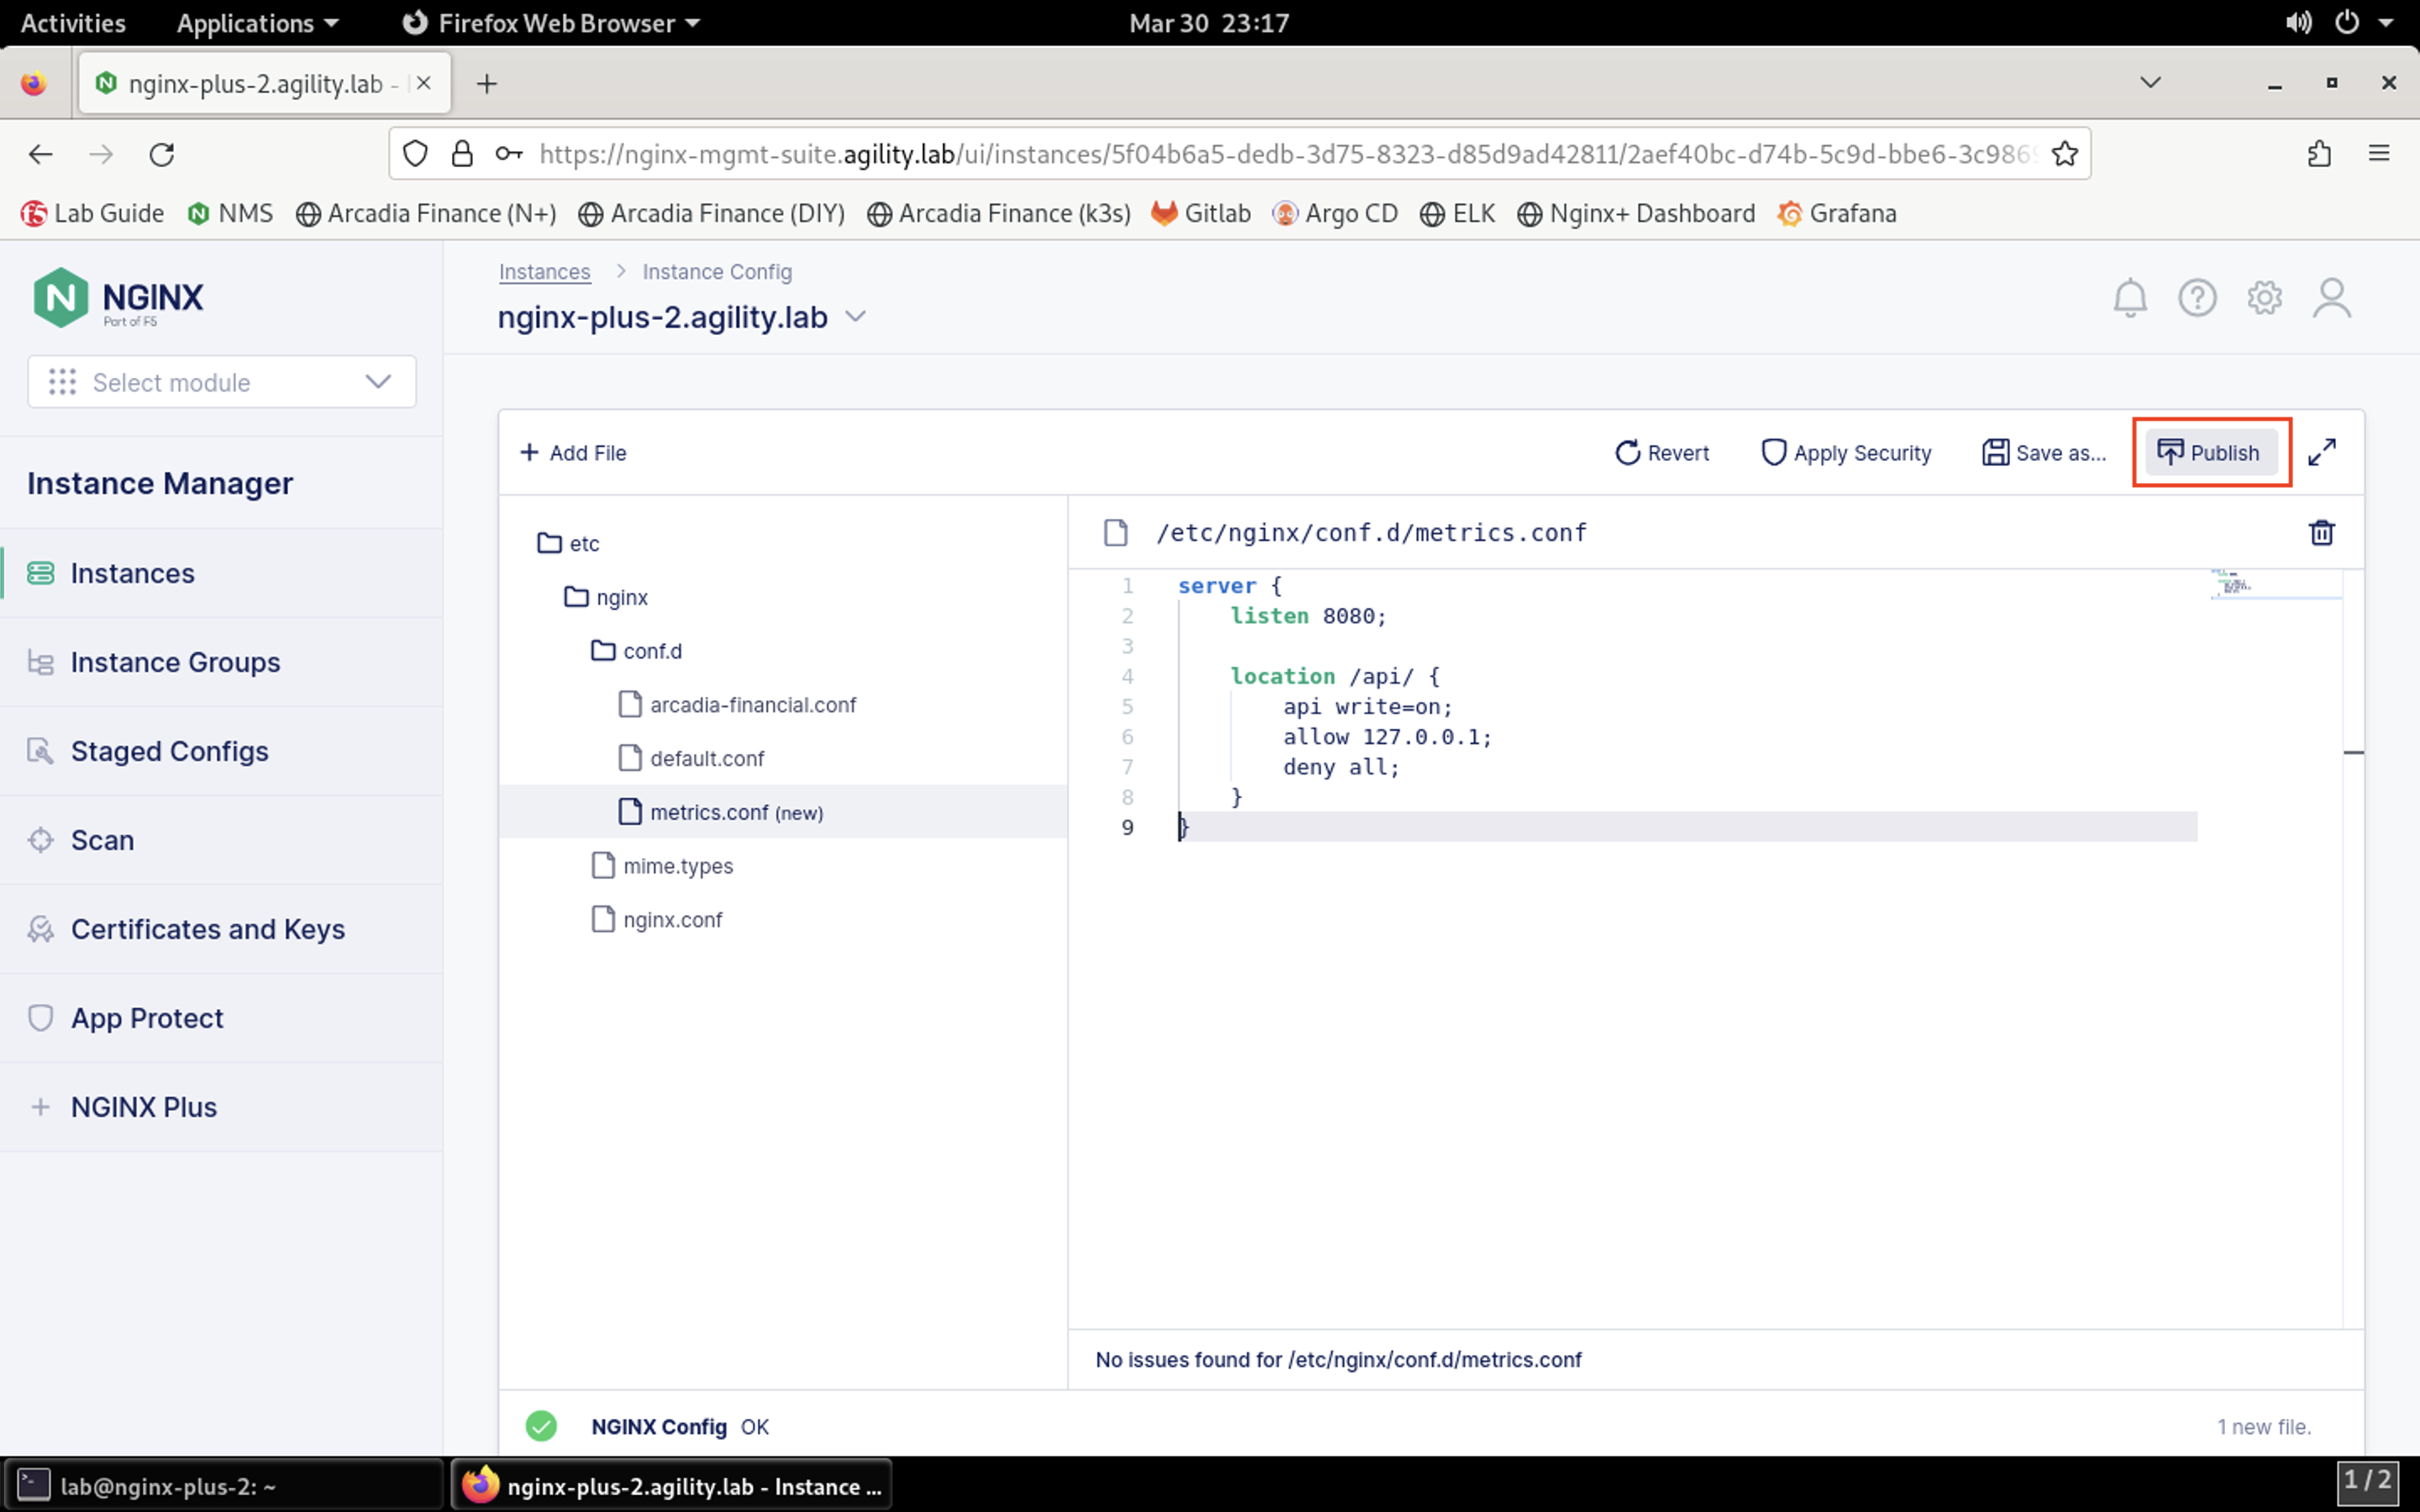 Activities Applications Firefox Web Browser Mar 30 23:17
nginx-plus-2.agility.lab -
https://nginx-mgmt-suite.agility.lab/ui/instances/5f04b6a5-dedb-3d75-8323-d85d9ad42811/2aef40bc-d74b-5c9d-bbe6-3c986
Lab Guide NMS Arcadia Finance (N+) Arcadia Finance (DIY) Arcadia Finance (k3s) Gitlab Argo CD ELK Nginx+ Dashboard Grafana
NGINX
Part of F5
Select module
Instance Manager
Instances
Instance Groups
Staged Configs
Scan
Certificates and Keys
App Protect
NGINX Plus
Instances > Instance Config
nginx-plus-2.agility.lab
+ Add File Revert Apply Security Save as... Publish
etc
nginx
conf.d
arcadia-financial.conf
default.conf
metrics.conf (new)
mime.types
nginx.conf
/etc/nginx/conf.d/metrics.conf
1 server {
2 listen 8080;
3
4 location /api/ {
5 api write=on;
6 allow 127.0.0.1;
7 deny all;
8 }
9 }
No issues found for /etc/nginx/conf.d/metrics.conf
NGINX Config OK 1 new file.
lab@nginx-plus-2: ~ nginx-plus-2.agility.lab - Instance ... 1 / 2